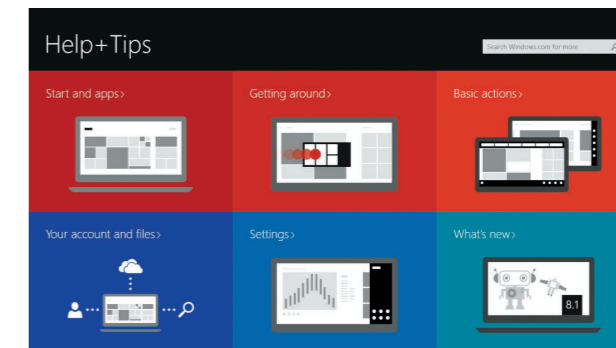 Help+Tips
Search Windows.com for more
Start and apps>
Getting around>
Basic actions>
Your account and files>
Settings>
What's new>
8.1